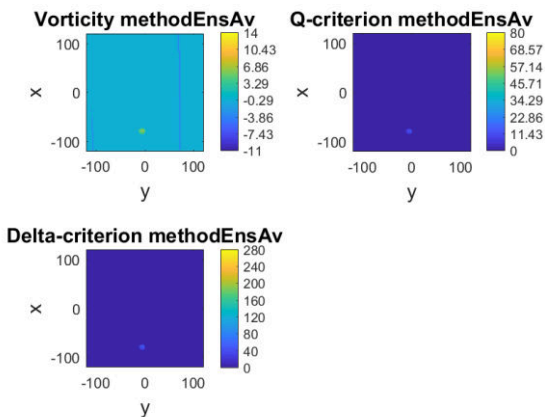 Vorticity methodEnsAv
100
0
-100
x
-100 0 100
y
14
10.43
6.86
3.29
-0.29
-3.86
-7.43
-11
Q-criterion methodEnsAv
100
0
-100
x
-100 0 100
y
80
68.57
57.14
45.71
34.29
22.86
11.43
0
Delta-criterion methodEnsAv
100
0
-100
x
-100 0 100
y
280
240
200
160
120
80
40
0